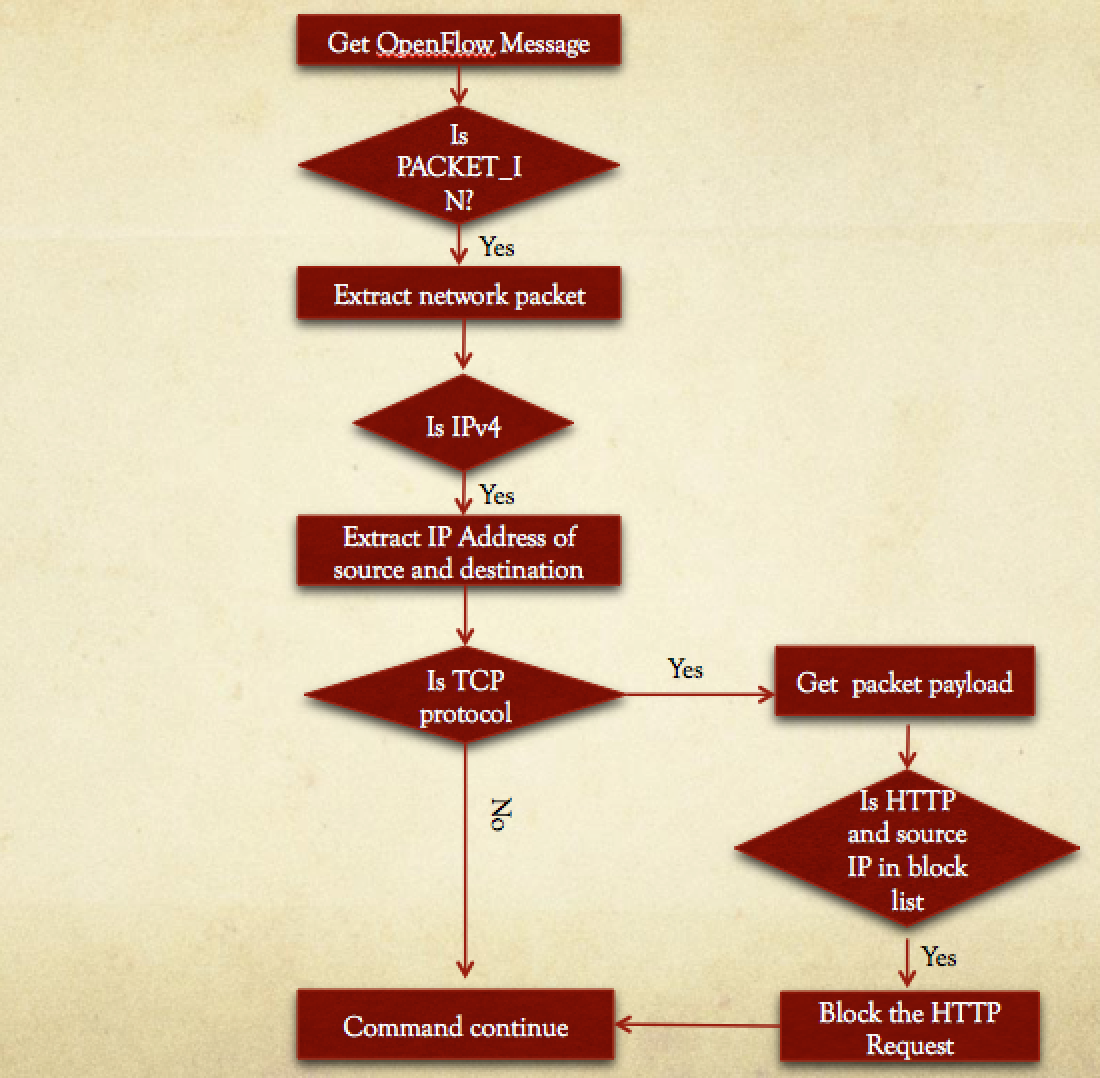 Get OpenFlow Message
Is
PACKET_I
N?
Yes
Extract network packet
Is IPv4
Yes
Extract IP Address of
source and destination
Is TCP
protocol
Yes
Get packet payload
No
Is HTTP
and source
IP in block
list
Yes
Block the HTTP
Request
Command continue